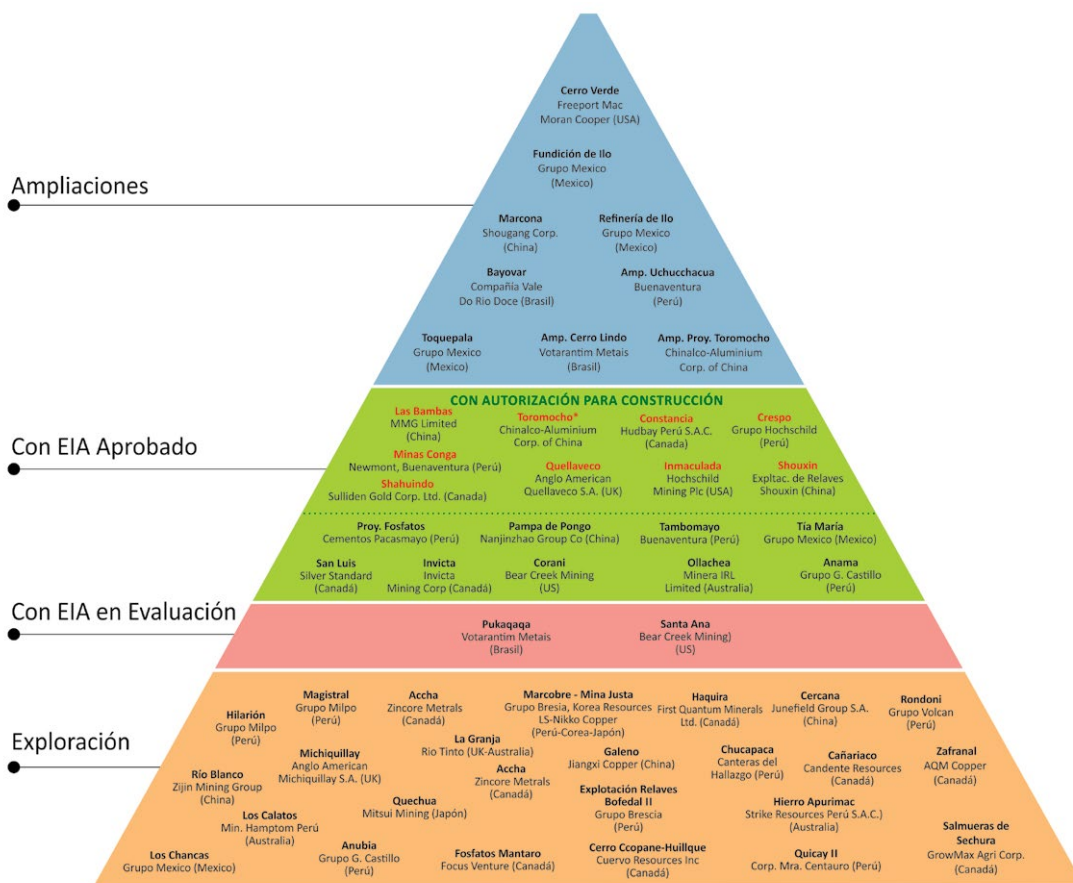 Cerro Verde
Freeport Mac
Moran Cooper (USA)
Fundición de Ilo
Grupo Mexico
(Mexico)
Ampliaciones
Marcona
Shougang Corp.
(China)
Refinería de Ilo
Grupo Mexico
(Mexico)
Bayovar
Compañía Vale
Do Rio Doce (Brasil)
Amp. Uchucchacua
Buenaventura
(Perú)
Toquepala
Grupo Mexico
(Mexico)
Amp. Cerro Lindo
Votarantim Metais
(Brasil)
Amp. Proy. Toromocho
Chinalco-Aluminium
Corp. of China
CON AUTORIZACIÓN PARA CONSTRUCCIÓN
Con EIA Aprobado
Las Bambas
MMG Limited
(China)
Toromocho*
Chinalco-Aluminium
Corp. of China
Constancia
Hudbay Perú S.A.C.
(Canada)
Crespo
Grupo Hochschild
(Perú)
Minas Conga
Newmont, Buenaventura (Perú)
Shahuindo
Sulliden Gold Corp. Ltd. (Canada)
Quellaveco
Anglo American
Quellaveco S.A. (UK)
Inmaculada
Hochschild
Mining Plc (USA)
Shouxin
Expltac. de Relaves
Shouxin (China)
Proy. Fosfatos
Cementos Pacasmayo (Perú)
Pampa de Pongo
Nanjinzhao Group Co (China)
Tambomayo
Buenaventura (Perú)
Tía María
Grupo Mexico (Mexico)
San Luis
Silver Standard
(Canadá)
Invicta
Invicta
Mining Corp (Canadá)
Corani
Bear Creek Mining
(US)
Ollachea
Minera IRL
Limited (Australia)
Anama
Grupo G. Castillo
(Perú)
Con EIA en Evaluación
Pukaqaqa
Votarantim Metais
(Brasil)
Santa Ana
Bear Creek Mining)
(US)
Exploración
Hilarión
Grupo Milpo
(Perú)
Magistral
Grupo Milpo
(Perú)
Accha
Zincore Metrals
(Canadá)
Marcobre - Mina Justa
Grupo Bresia, Korea Resources
LS-Nikko Copper
(Perú-Corea-Japón)
Haquira
First Quantum Minerals
Ltd. (Canadá)
Cercana
Junefield Group S.A.
(China)
Rondoni
Grupo Volcan
(Perú)
Michiquillay
Anglo American
Michiquillay S.A. (UK)
La Granja
Rio Tinto (UK-Australia)
Galeno
Jiangxi Copper (China)
Chucapaca
Canteras del
Hallazgo (Perú)
Cañariaco
Candente Resources
(Canadá)
Zafranal
AQM Copper
(Canadá)
Río Blanco
Zijin Mining Group
(China)
Accha
Zincore Metrals
(Canadá)
Quechua
Mitsui Mining (Japón)
Explotación Relaves
Bofedal II
Grupo Brescia
(Perú)
Hierro Apurimac
Strike Resources Perú S.A.C.)
(Australia)
Los Calatos
Min. Hamptom Perú
(Australia)
Los Chancas
Grupo Mexico (Mexico)
Anubia
Grupo G. Castillo
(Perú)
Fosfatos Mantaro
Focus Venture (Canadá)
Cerro Ccopane-Huillque
Cuervo Resources Inc
(Canadá)
Quicay II
Corp. Mra. Centauro (Perú)
Salmueras de
Sechura
GrowMax Agri Corp.
(Canadá)